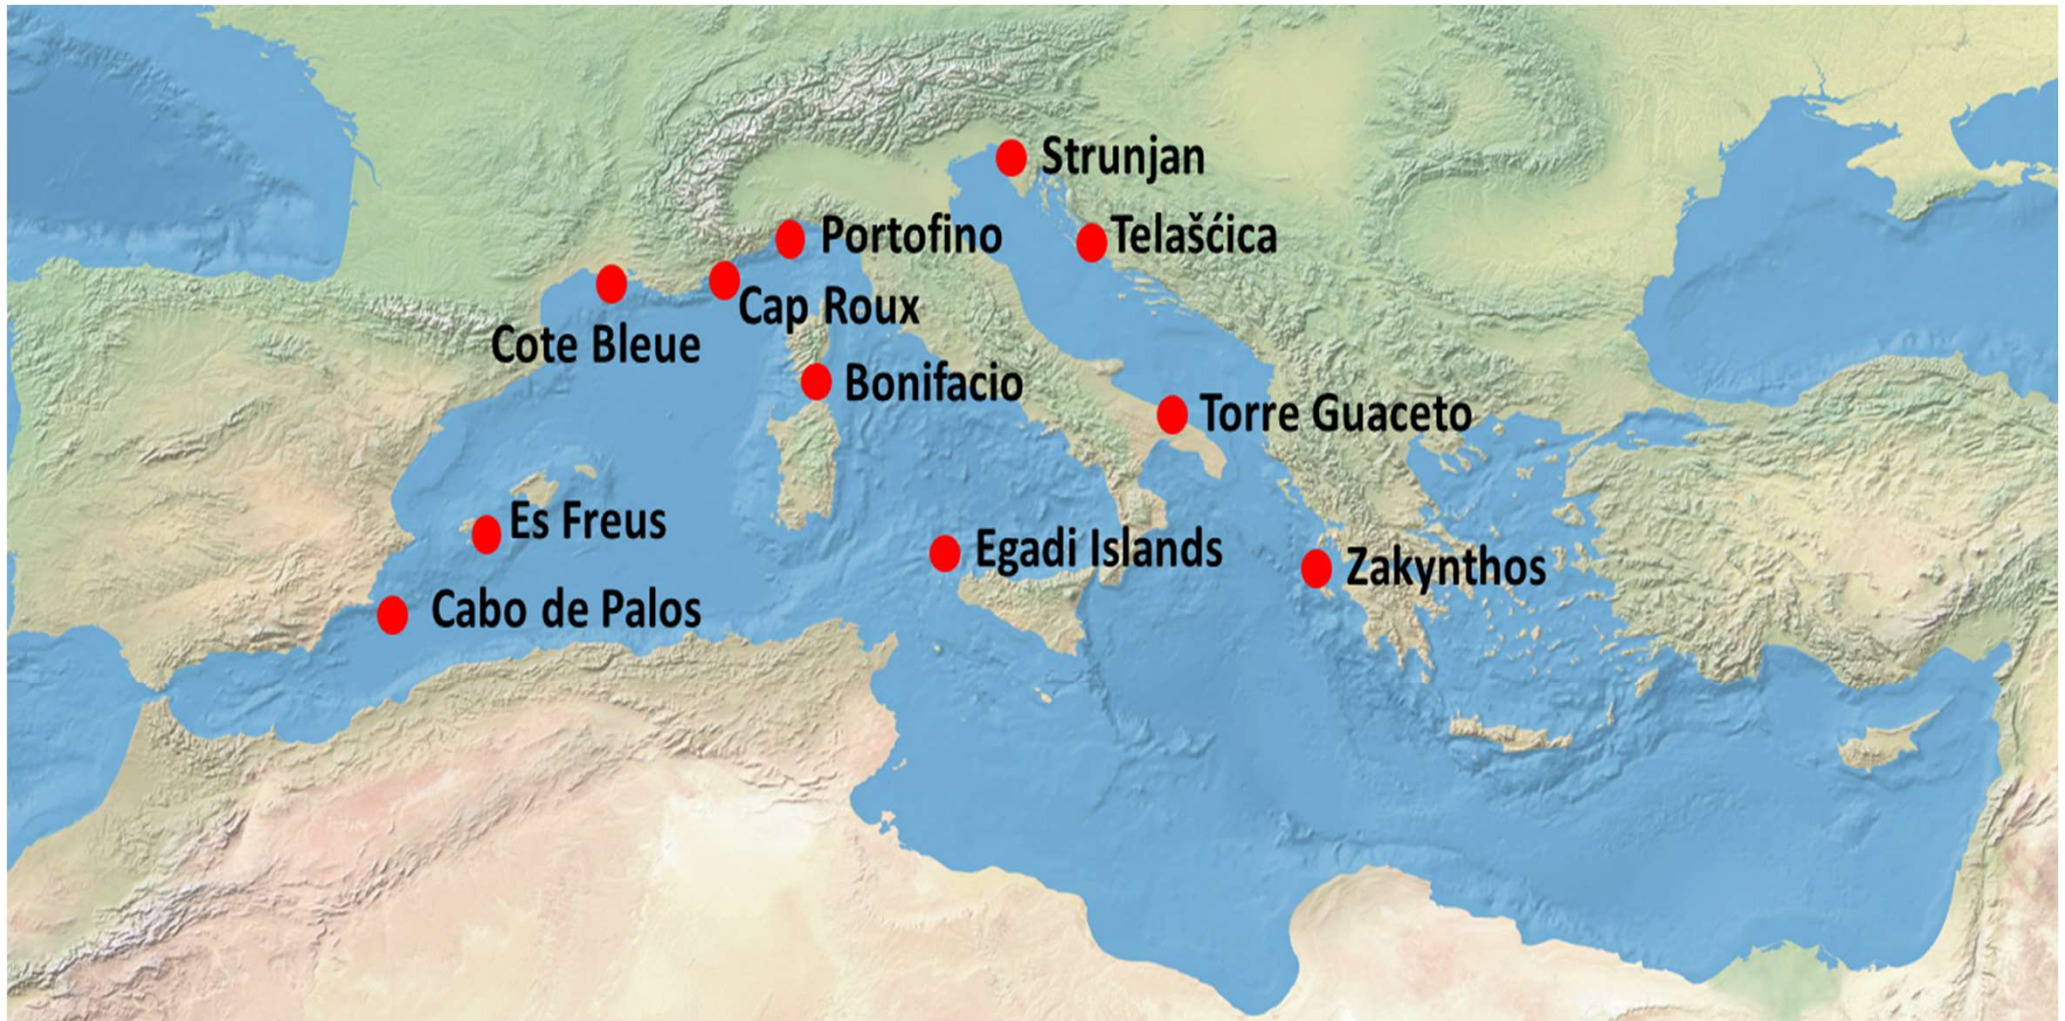 Strunjan
Portofino
Telašćica
Cap Roux
Cote Bleue
Bonifacio
Torre Guaceto
Es Freus
Egadi Islands
Zakynthos
Cabo de Palos